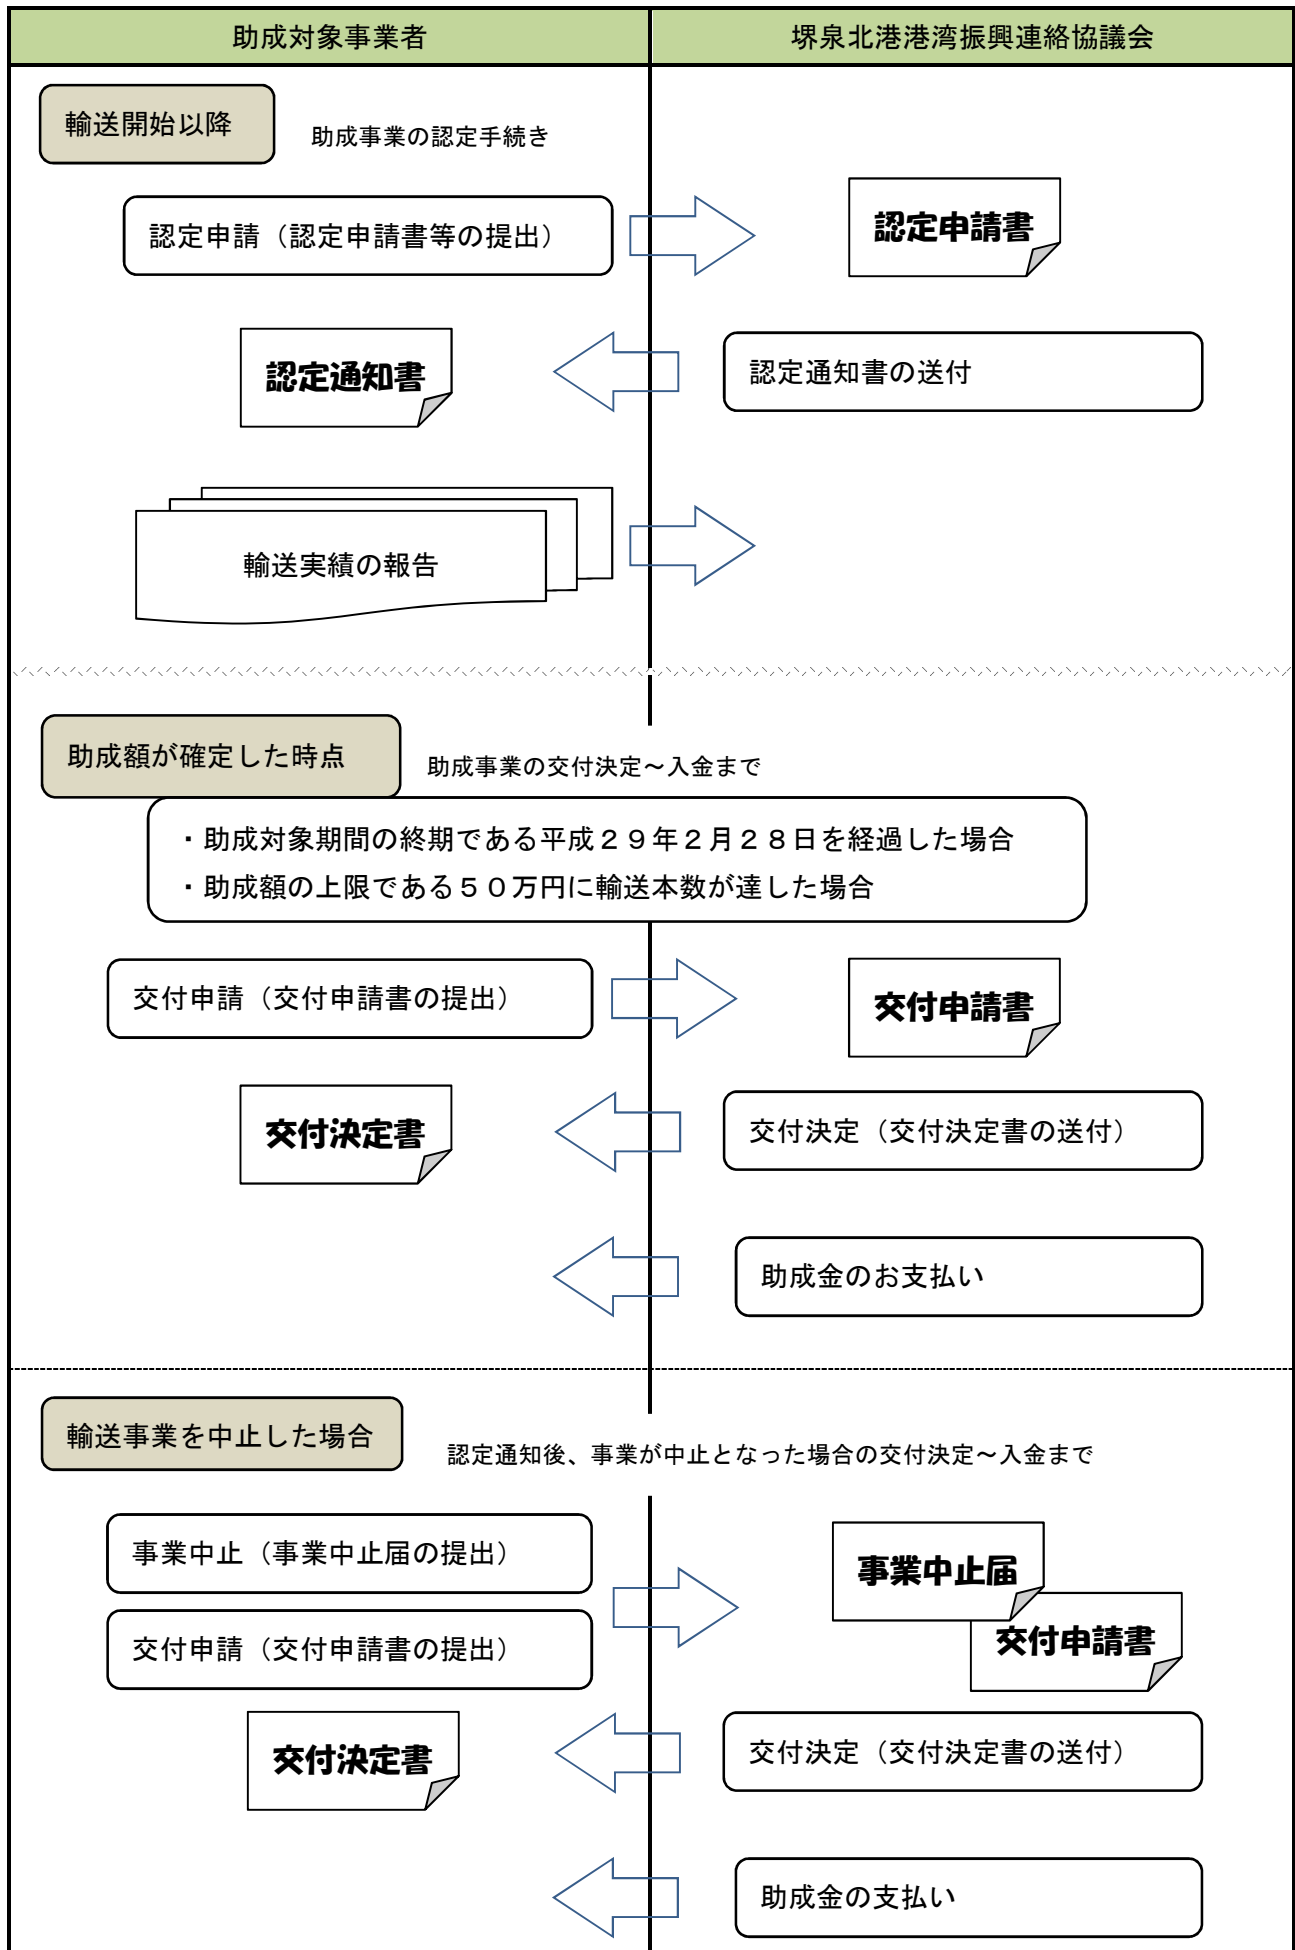 助成対象事業者
堺泉北港港湾振興連絡協議会
輸送開始以降
助成事業の認定手続き
認定申請（認定申請書等の提出）
認定申請書
認定通知書
認定通知書の送付
輸送実績の報告
助成額が確定した時点
助成事業の交付決定～入金まで
・助成対象期間の終期である平成２９年２月２８日を経過した場合
・助成額の上限である５０万円に輸送本数が達した場合
交付申請（交付申請書の提出）
交付申請書
交付決定書
交付決定（交付決定書の送付）
助成金のお支払い
輸送事業を中止した場合
認定通知後、事業が中止となった場合の交付決定～入金まで
事業中止（事業中止届の提出）
事業中止届
交付申請（交付申請書の提出）
交付申請書
交付決定書
交付決定（交付決定書の送付）
助成金の支払い